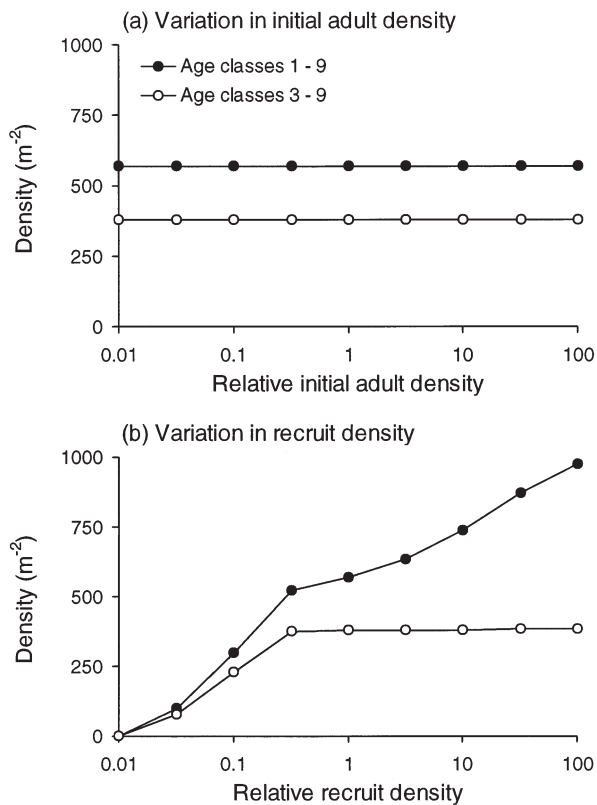 (a) Variation in initial adult density
1000
Age classes 1 - 9
Age classes 3 - 9
750
500
250
0
Density (m-2)
0.01 0.1 1 10 100
Relative initial adult density
(b) Variation in recruit density
1000
750
500
250
0
Density (m-2)
0.01 0.1 1 10 100
Relative recruit density